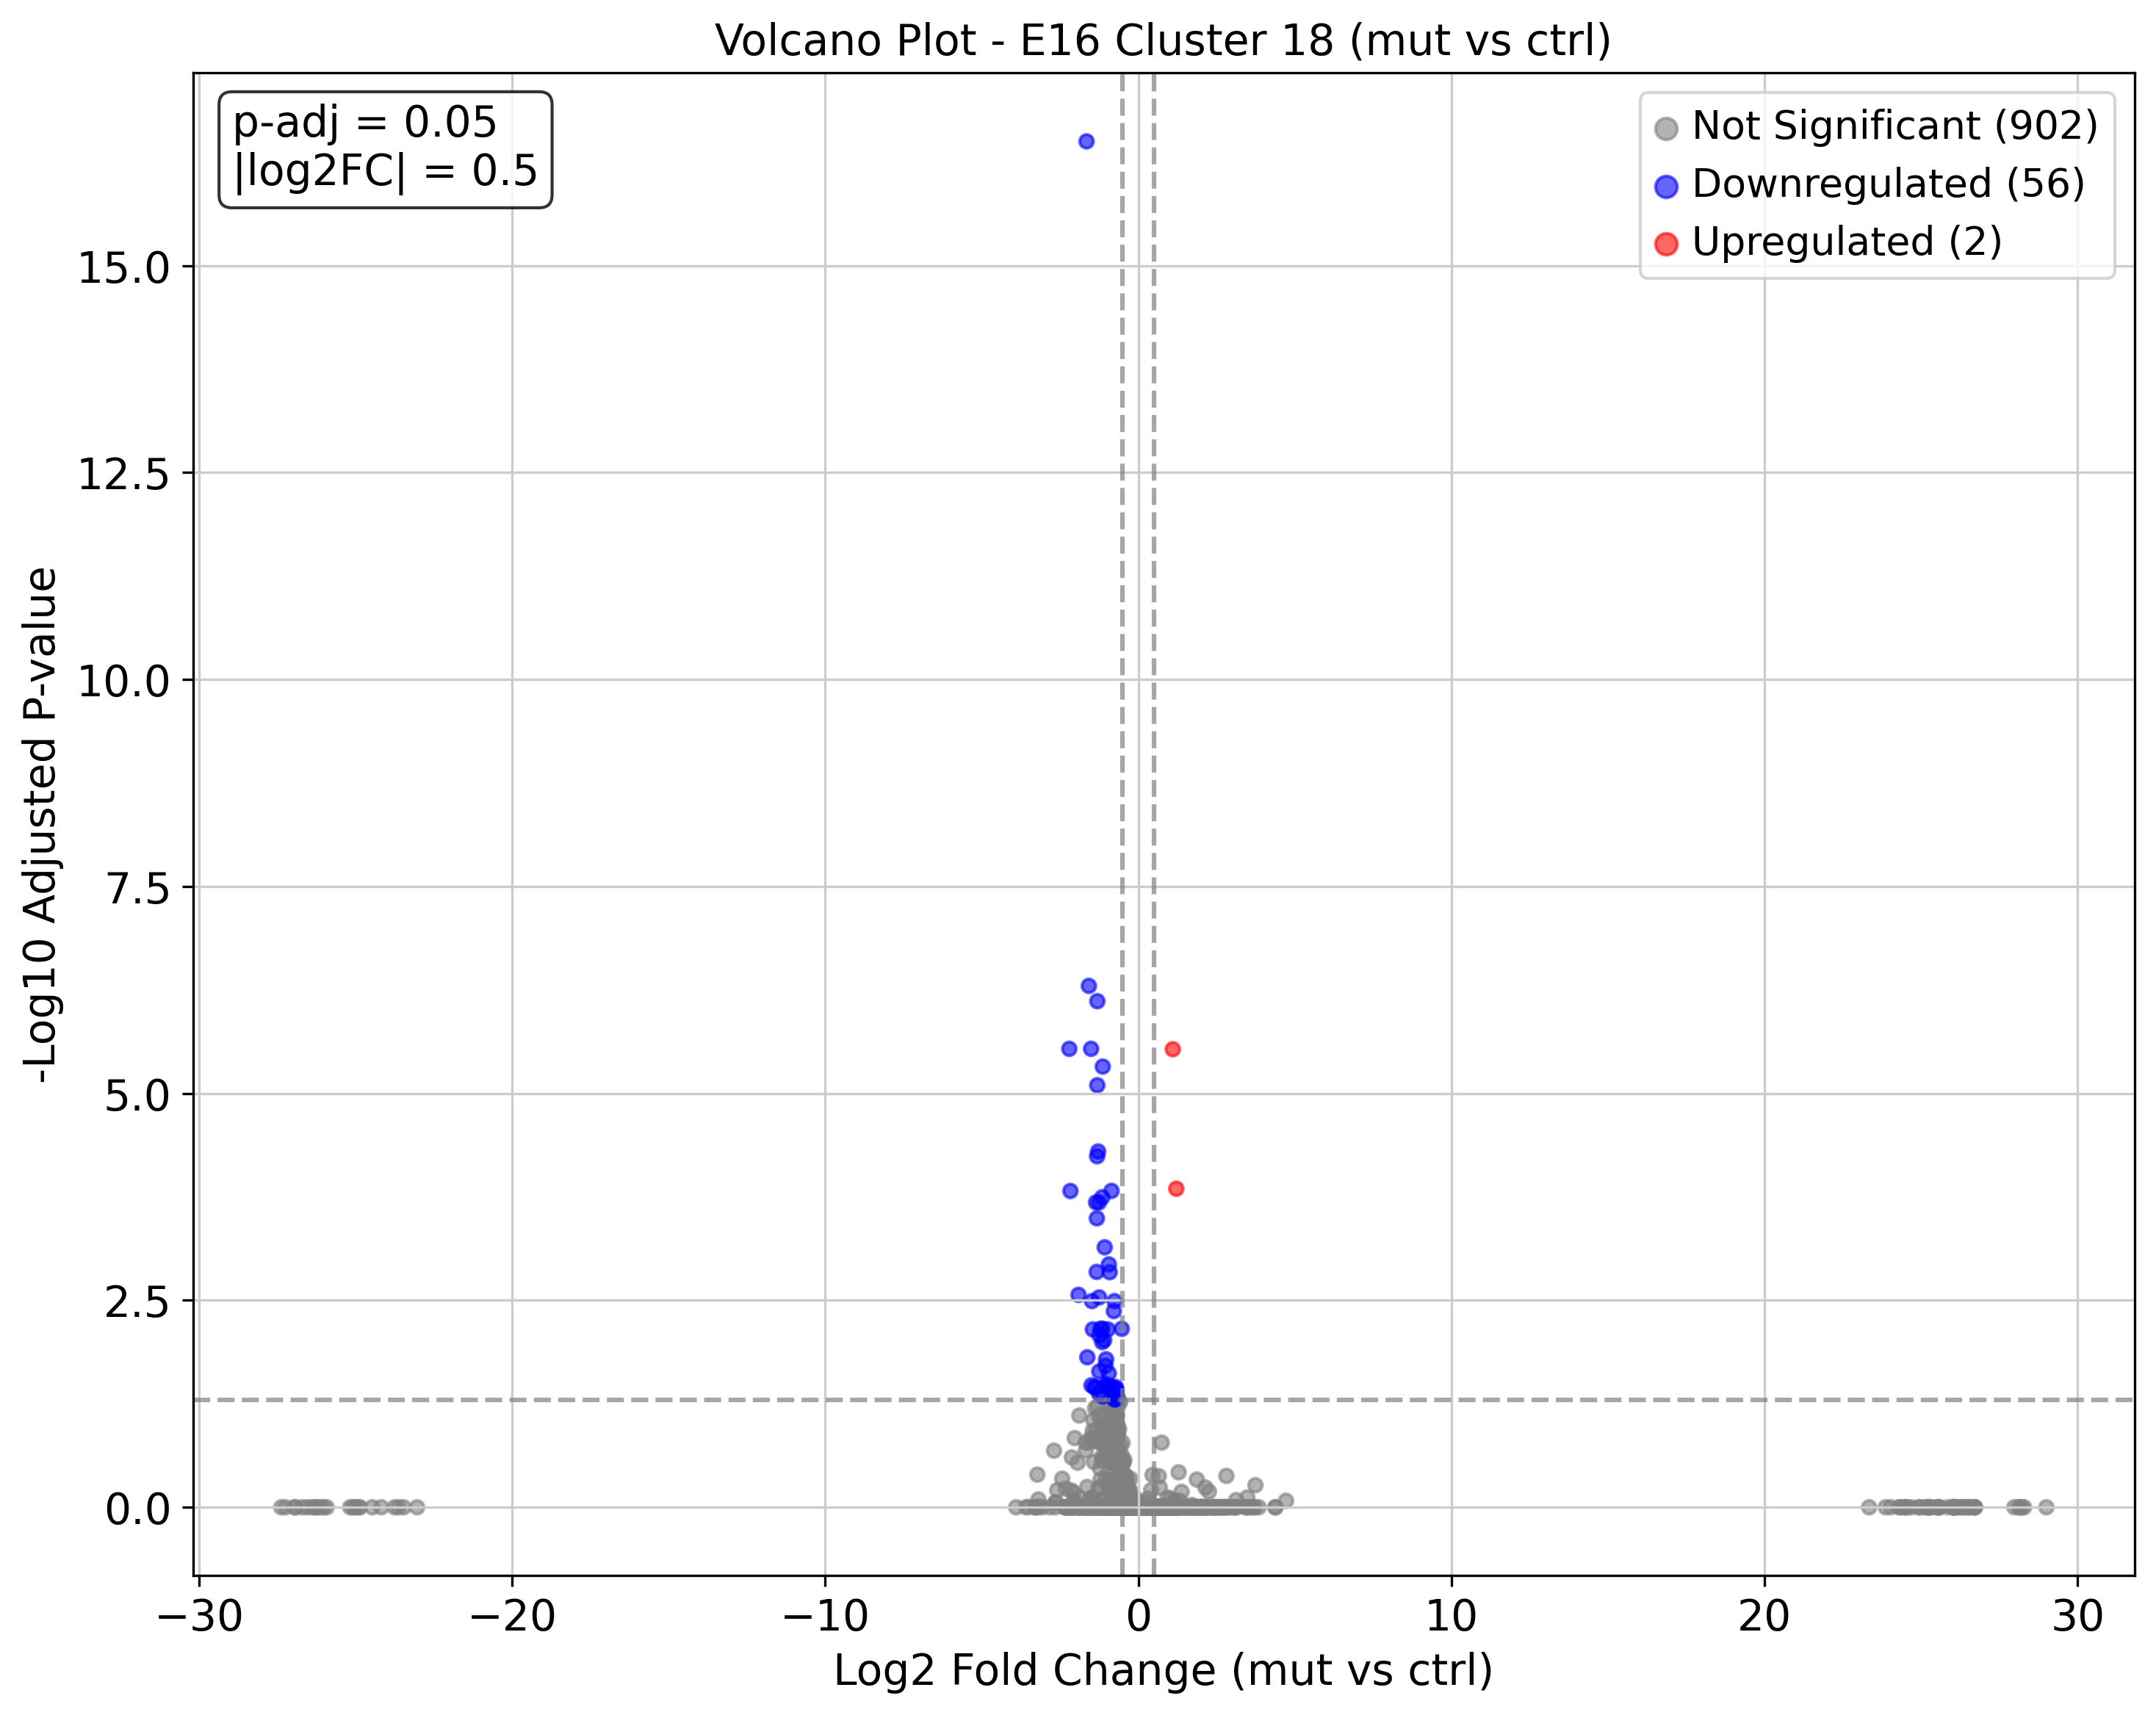 Volcano Plot - E16 Cluster 18 (mut vs ctrl)
p-adj = 0.05
|log2FC| = 0.5
Not Significant (902)
Downregulated (56)
Upregulated (2)
-Log10 Adjusted P-value
15.0
12.5
10.0
7.5
5.0
2.5
0.0
−30 −20 −10 0 10 20 30
Log2 Fold Change (mut vs ctrl)